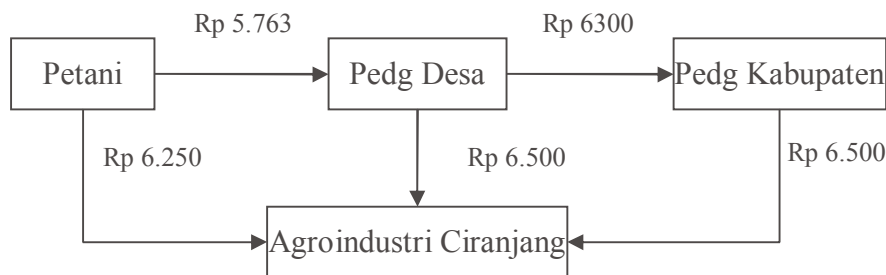 Rp 5.763
Rp 6300
Petani
Pedg Desa
Pedg Kabupaten
Rp 6.250
Rp 6.500
Rp 6.500
Agroindustri Ciranjang